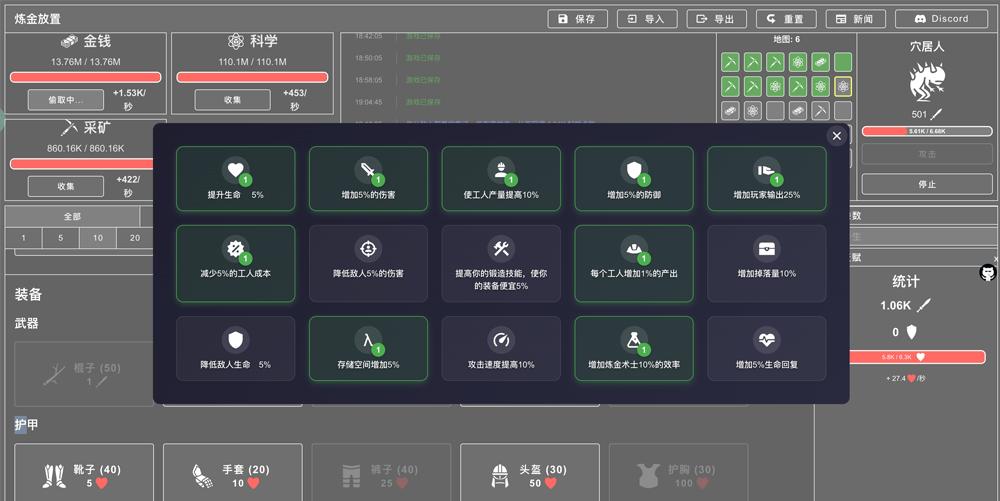 炼金放置
保存
导入
导出
重置
新闻
Discord
金钱
13.76M / 13.76M
偷取中...
+1.53K/
秒
科学
110.1M / 110.1M
收集
+453/
秒
采矿
860.16K / 860.16K
收集
+422/
秒
18:42:05
游戏已保存
18:50:05
游戏已保存
18:58:05
游戏已保存
19:04:45
游戏已保存
地图: 6
穴居人
501
5.61K / 6.68K
攻击
停止
全部
1
5
10
20
提升生命 5%
1
增加5%的伤害
1
使工人产量提高10%
1
增加5%的防御
1
增加玩家输出25%
1
减少5%的工人成本
1
降低敌人5%的伤害
提高你的锻造技能，使你
的装备便宜5%
每个工人增加1%的产出
1
增加掉落量10%
降低敌人生命 5%
存储空间增加5%
1
攻击速度提高10%
增加炼金术士10%的效率
1
增加5%生命回复
统计
1.06K
0
5.8K / 6.3K
+ 27.4 /秒
x
装备
武器
棍子 (50)
1
护甲
靴子 (40)
5
手套 (20)
10
裤子 (40)
25
头盔 (30)
50
护胸 (30)
100